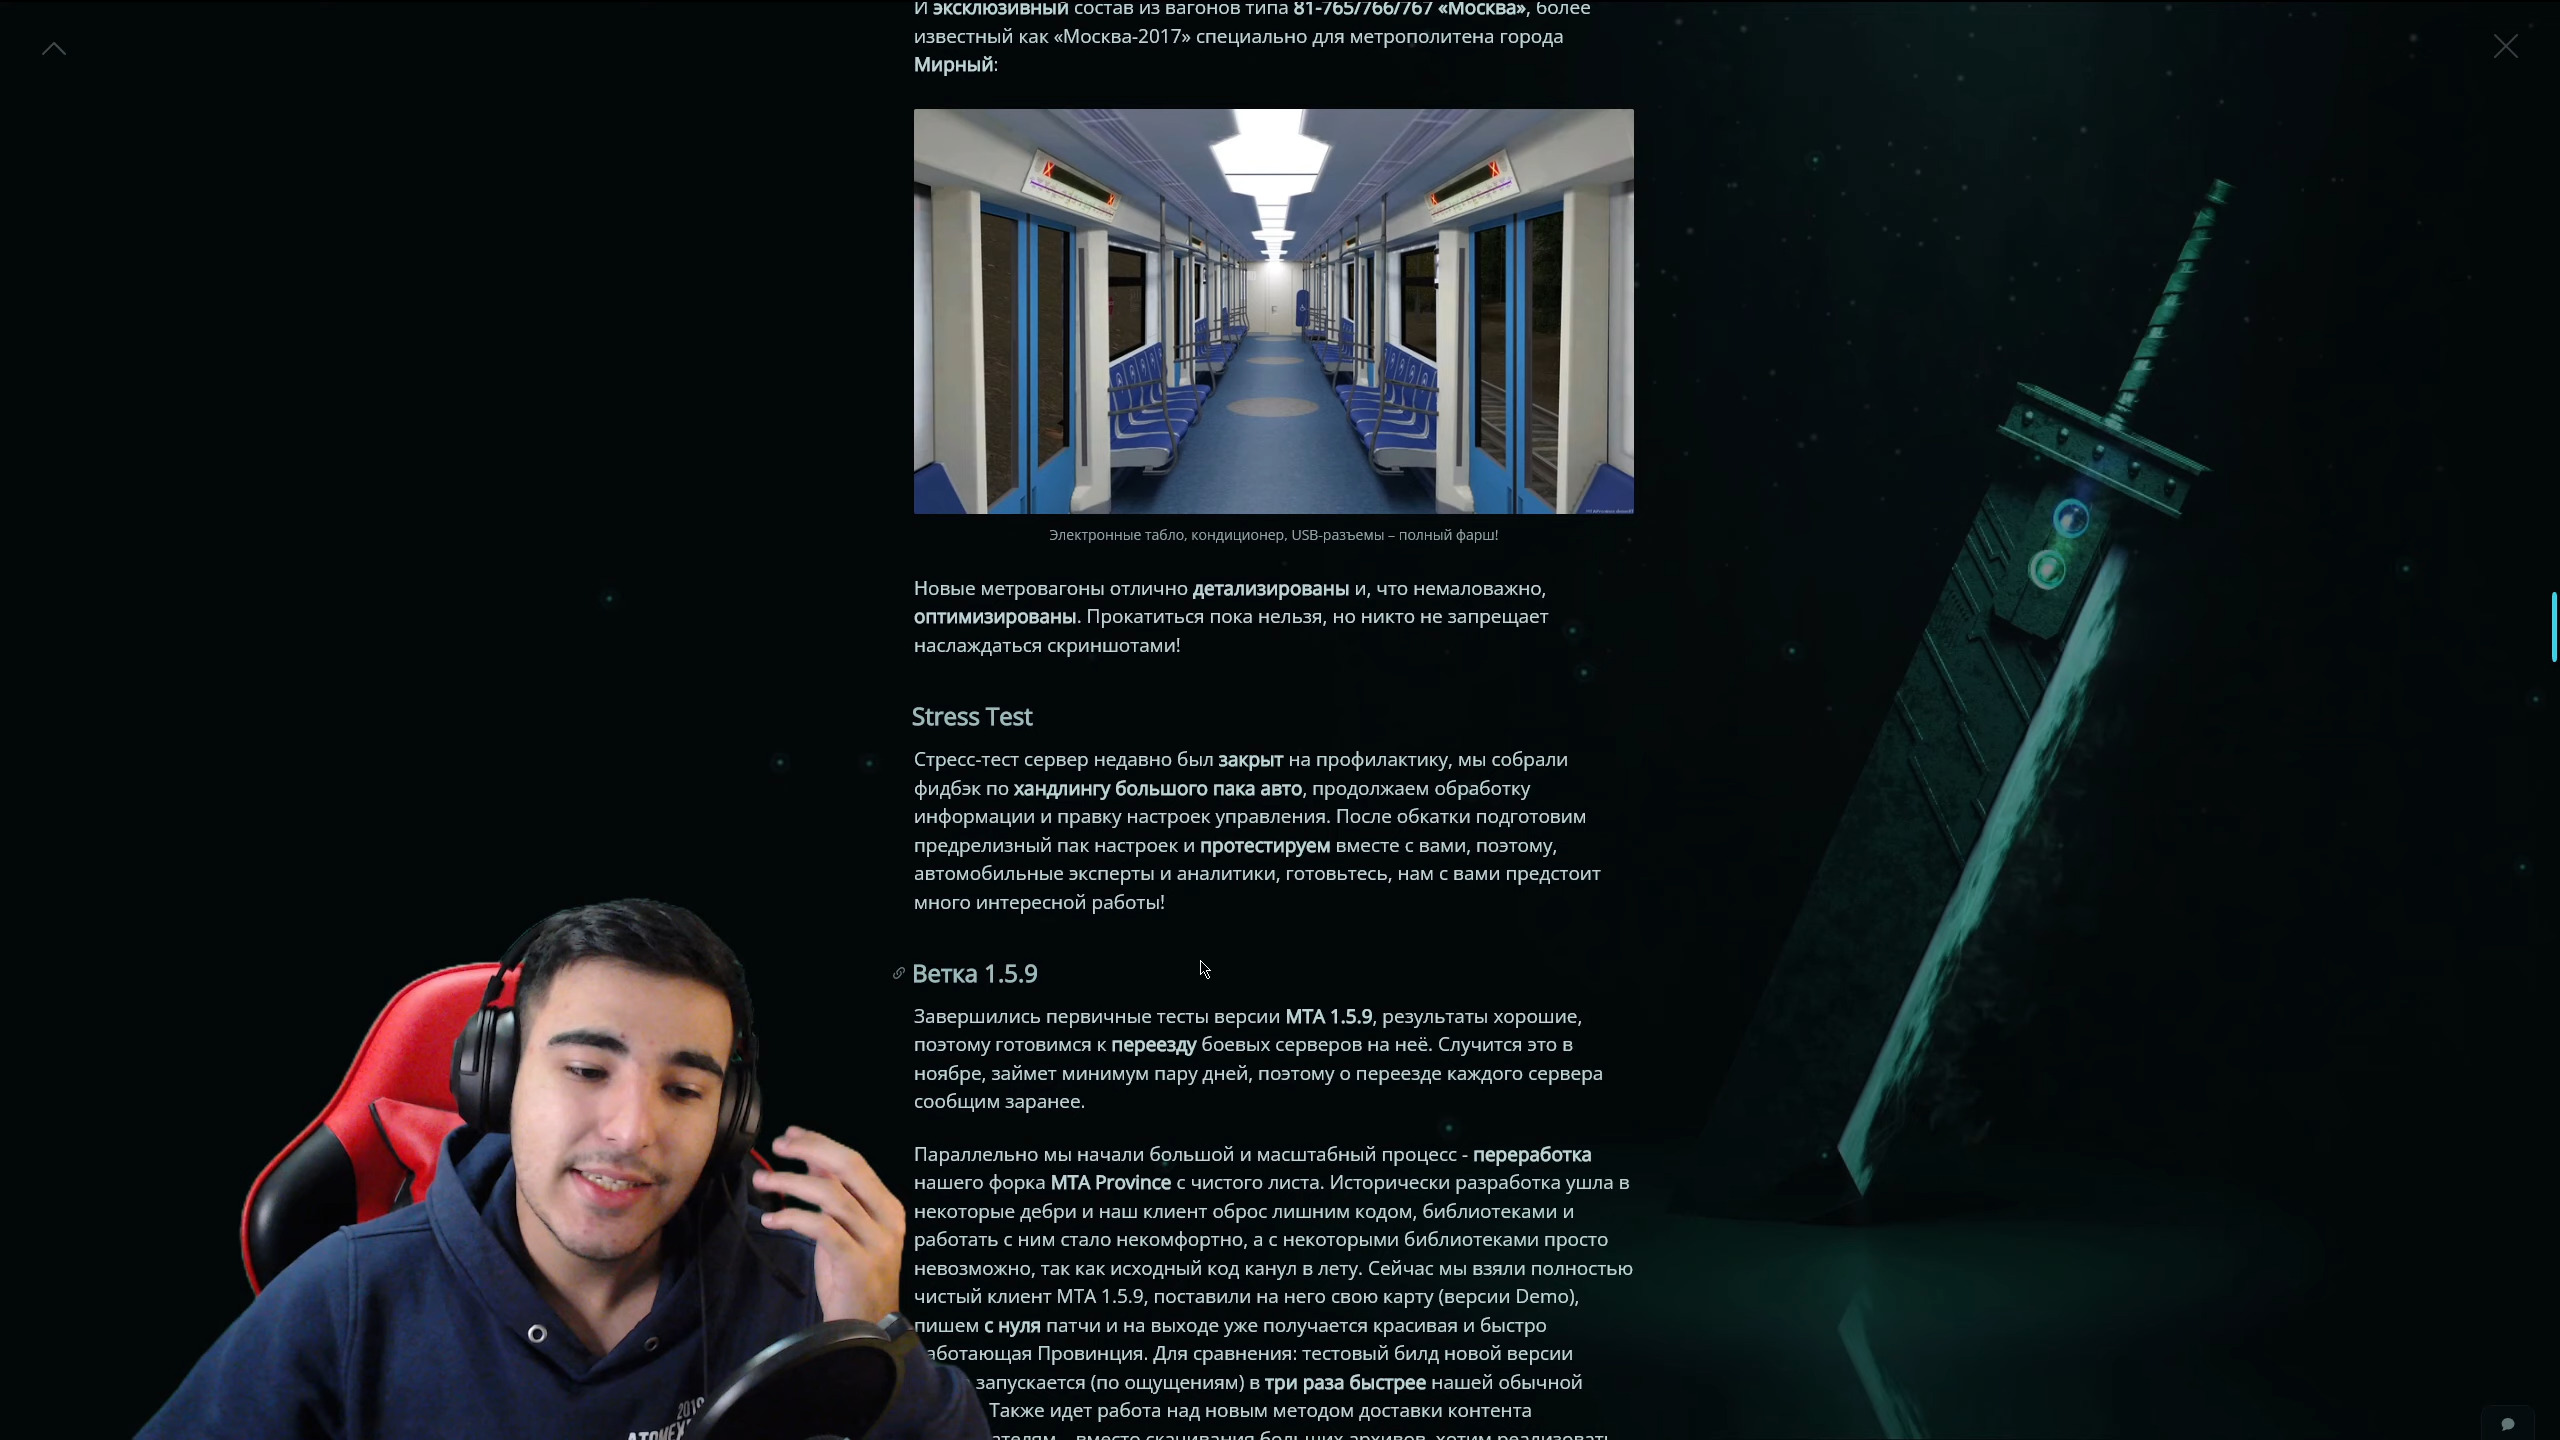 И эксклюзивный состав из вагонов типа 81-765/766/767 «Москва», более
известный как «Москва-2017» специально для метрополитена города
Мирный:
Электронные табло, кондиционер, USB-разъемы – полный фарш!
Новые метровагоны отлично детализированы и, что немаловажно,
оптимизированы. Прокатиться пока нельзя, но никто не запрещает
наслаждаться скриншотами!
Stress Test
Стресс-тест сервер недавно был закрыт на профилактику, мы собрали
фидбэк по хандлингу большого пака авто, продолжаем обработку
информации и правку настроек управления. После обкатки подготовим
предрелизный пак настроек и протестируем вместе с вами, поэтому,
автомобильные эксперты и аналитики, готовьтесь, нам с вами предстоит
много интересной работы!
Ветка 1.5.9
Завершились первичные тесты версии MTA 1.5.9, результаты хорошие,
поэтому готовимся к переезду боевых серверов на неё. Случится это в
ноябре, займет минимум пару дней, поэтому о переезде каждого сервера
сообщим заранее.
Параллельно мы начали большой и масштабный процесс - переработка
нашего форка MTA Province с чистого листа. Исторически разработка ушла в
некоторые дебри и наш клиент оброс лишним кодом, библиотеками и
работать с ним стало некомфортно, а с некоторыми библиотеками просто
невозможно, так как исходный код канул в лету. Сейчас мы взяли полностью
чистый клиент MTA 1.5.9, поставили на него свою карту (версии Demo),
пишем с нуля патчи и на выходе уже получается красивая и быстро
аботающая Провинция. Для сравнения: тестовый билд новой версии
запускается (по ощущениям) в три раза быстрее нашей обычной
Также идет работа над новым методом доставки контента
ателям – вместо скачивания больших архивов, хотим реализовать
2019